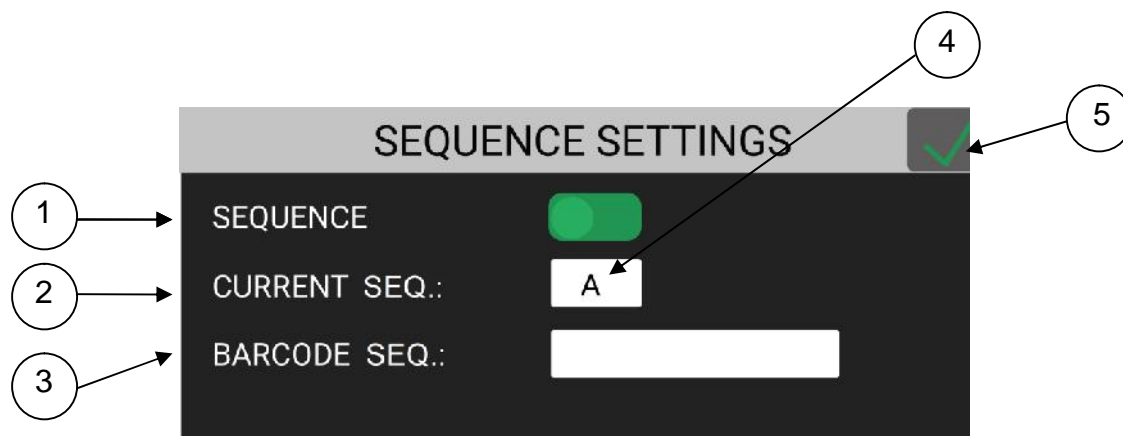 4
SEQUENCE SETTINGS
5
1
SEQUENCE
2
CURRENT SEQ.:
A
3
BARCODE SEQ.: